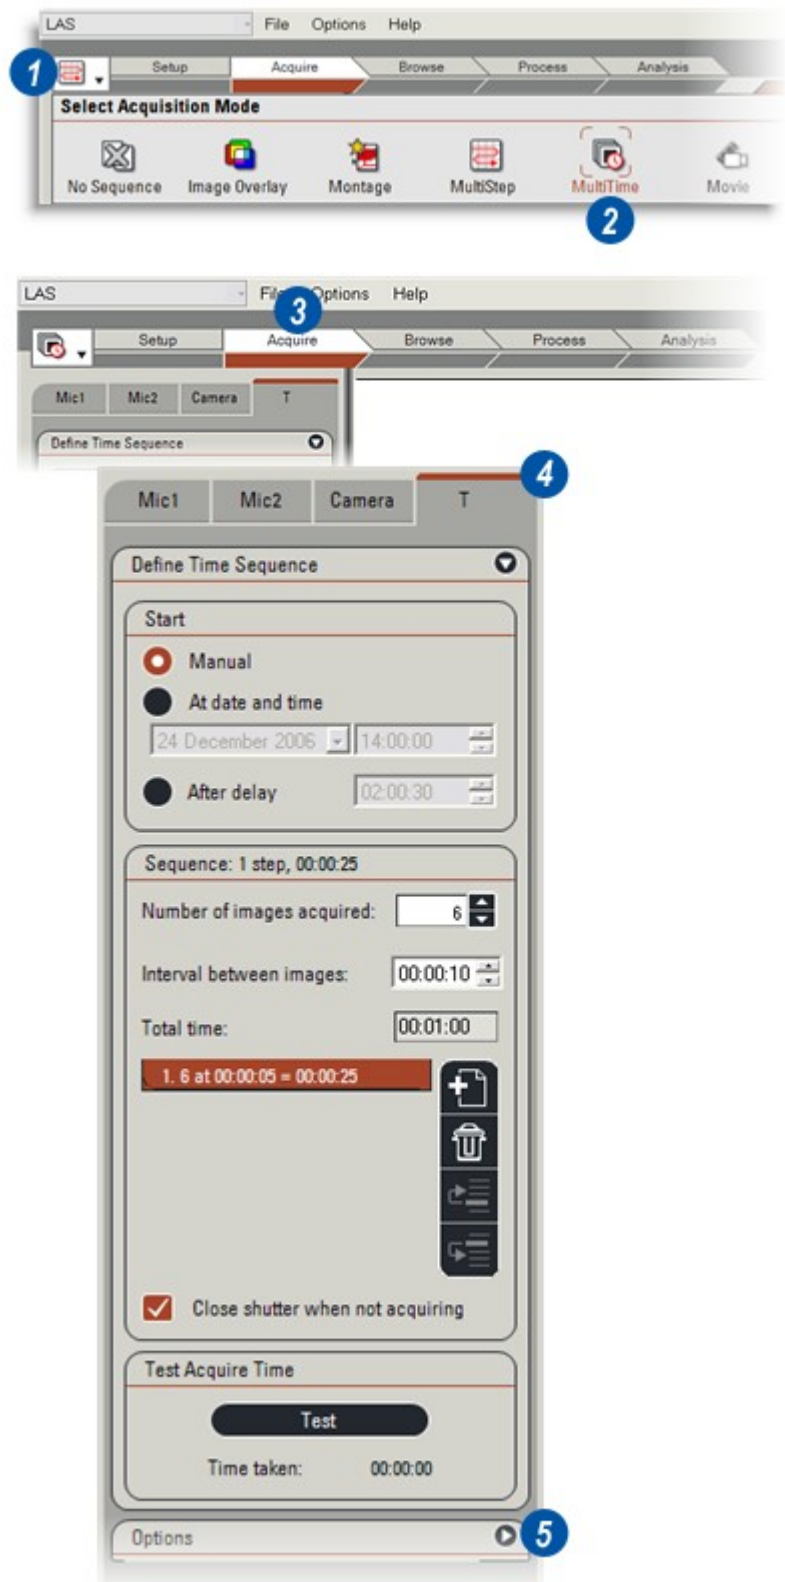 LAS File Options Help
1
Setup Acquire Browse Process Analysis
Select Acquisition Mode
No Sequence Image Overlay Montage MultiStep MultiTime Movie
2
LAS File Options Help
3
Setup Acquire Browse Process Analysis
Mic1 Mic2 Camera T
Define Time Sequence
4
Mic1 Mic2 Camera T
Define Time Sequence
Start
Manual
At date and time
24 December 2006 14:00:00
After delay 02:00:30
Sequence: 1 step, 00:00:25
Number of images acquired: 6
Interval between images: 00:00:10
Total time: 00:01:00
1. 6 at 00:00:05 = 00:00:25
Close shutter when not acquiring
Test Acquire Time
Test
Time taken: 00:00:00
Options
5